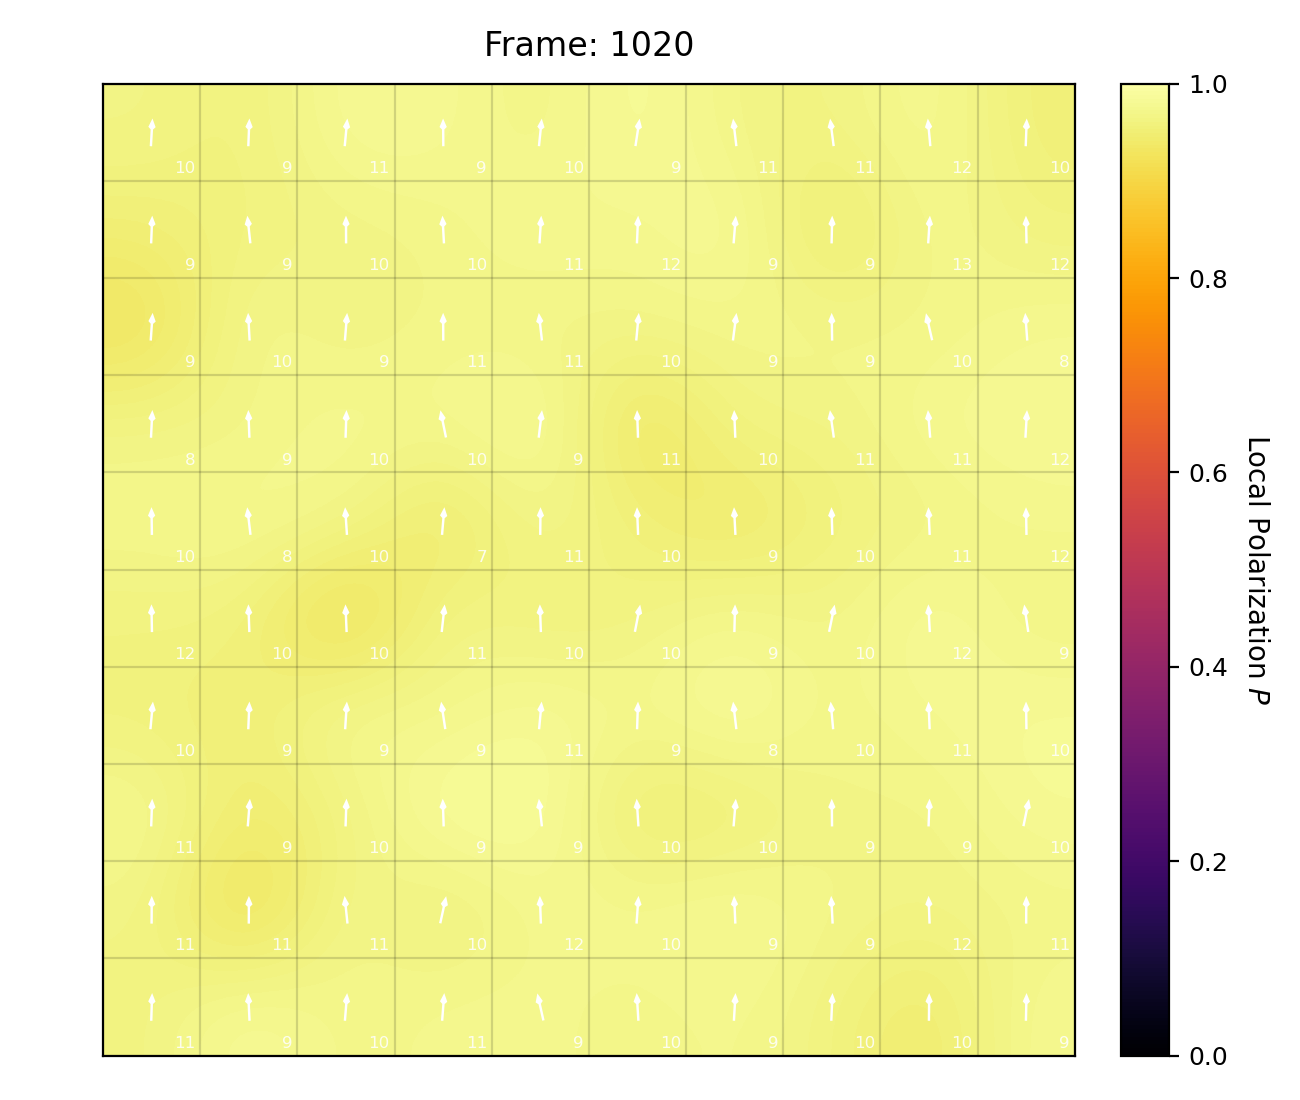 Frame: 1020
10 9 11 9 10 9 11 11 12 10
9 9 10 10 11 12 9 9 13 12
9 10 9 11 11 10 9 9 10 8
8 9 10 10 9 11 10 11 11 12
10 8 10 7 11 10 9 10 11 12
12 10 10 11 10 10 9 10 12 9
10 9 9 9 11 9 8 10 11 10
11 9 10 9 9 10 10 9 9 10
11 11 11 10 12 10 9 9 12 11
11 9 10 11 9 10 9 10 10 9
1.0
0.8
0.6
0.4
0.2
0.0
Local Polarization P